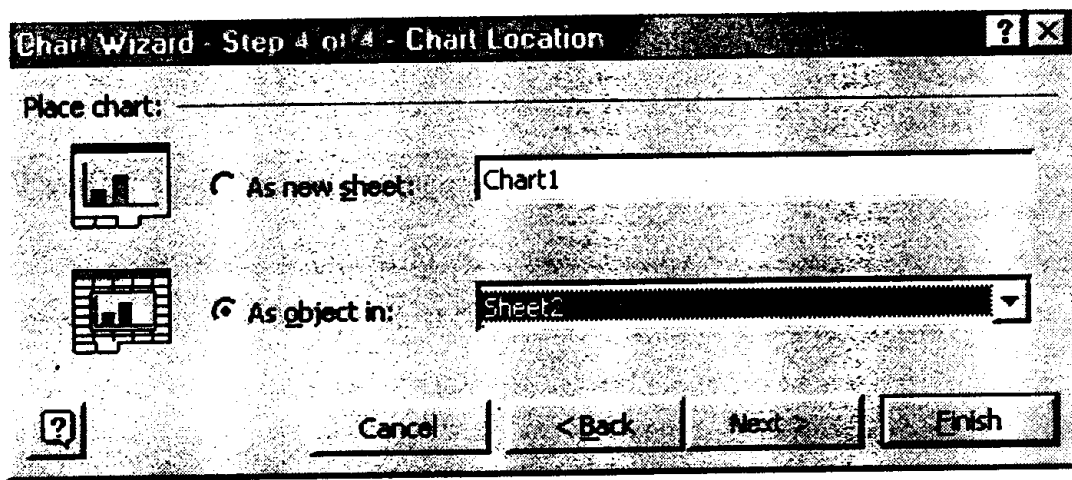 Chart Wizard - Step 4 of 4 - Chart Location
Place chart:
As new sheet: Chart1
As object in: Sheet2
Cancel < Back Next > Finish